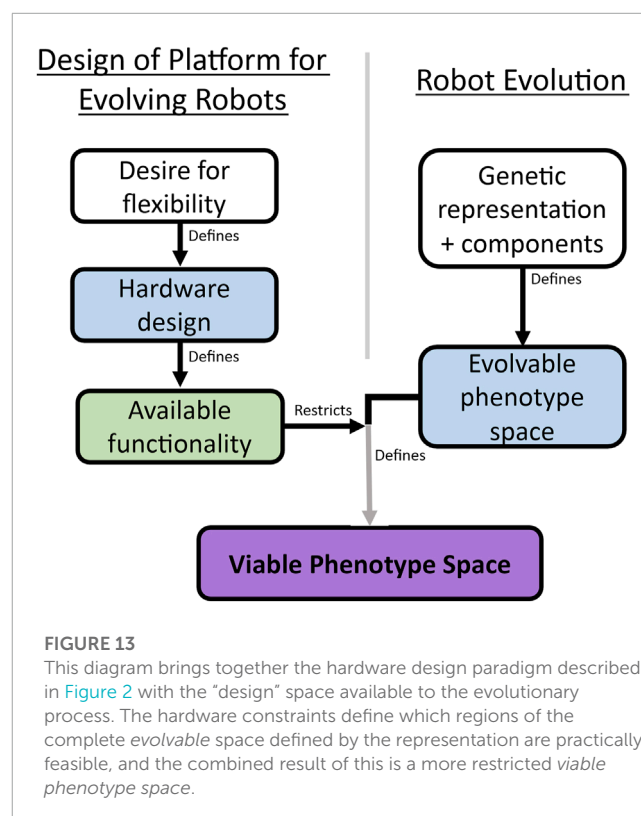 Design of Platform for
Evolving Robots
Robot Evolution
Desire for
flexibility
Defines
Hardware
design
Defines
Available
functionality
Restricts
Genetic
representation
+ components
Defines
Evolvable
phenotype
space
Defines
Viable Phenotype Space
FIGURE 13
This diagram brings together the hardware design paradigm described
in Figure 2 with the “design” space available to the evolutionary
process. The hardware constraints define which regions of the
complete evolvable space defined by the representation are practically
feasible, and the combined result of this is a more restricted viable
phenotype space.